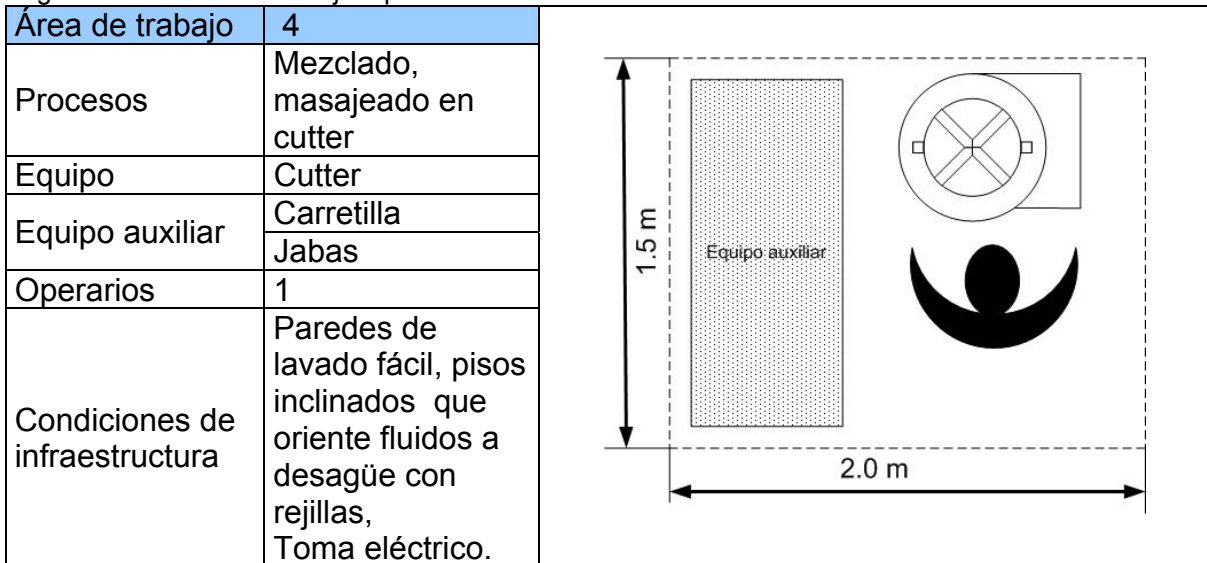 Área de trabajo 4
Procesos
Mezclado,
masajeado en
cutter
Equipo Cutter
Equipo auxiliar
Carretilla
Jabas
Operarios 1
Condiciones de
infraestructura
Paredes de
lavado fácil, pisos
inclinados que
oriente fluidos a
desagüe con
rejillas,
Toma eléctrico.
1.5 m
Equipo auxiliar
2.0 m